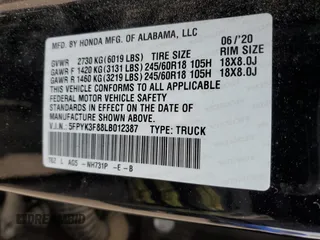 MFD. BY HONDA MFG. OF ALABAMA, LLC 06/'20
GVWR 2730 KG(6019 LBS) TIRE SIZE RIM SIZE
GAWR F 1420 KG(3131 LBS) 245/60R18 105H 18X8.0J
GAWR R 1460 KG(3219 LBS) 245/60R18 105H 18X8.0J
THIS VEHICLE CONFORMS TO ALL APPLICABLE
FEDERAL MOTOR VEHICLE SAFETY STANDARDS
IN EFFECT ON THE DATE OF
MANUFACTURE SHOWN ABOVE.
V.I.N.: 5FPYK3F88LB012387 TYPE: TRUCK
AG5 -NH731P -E -B